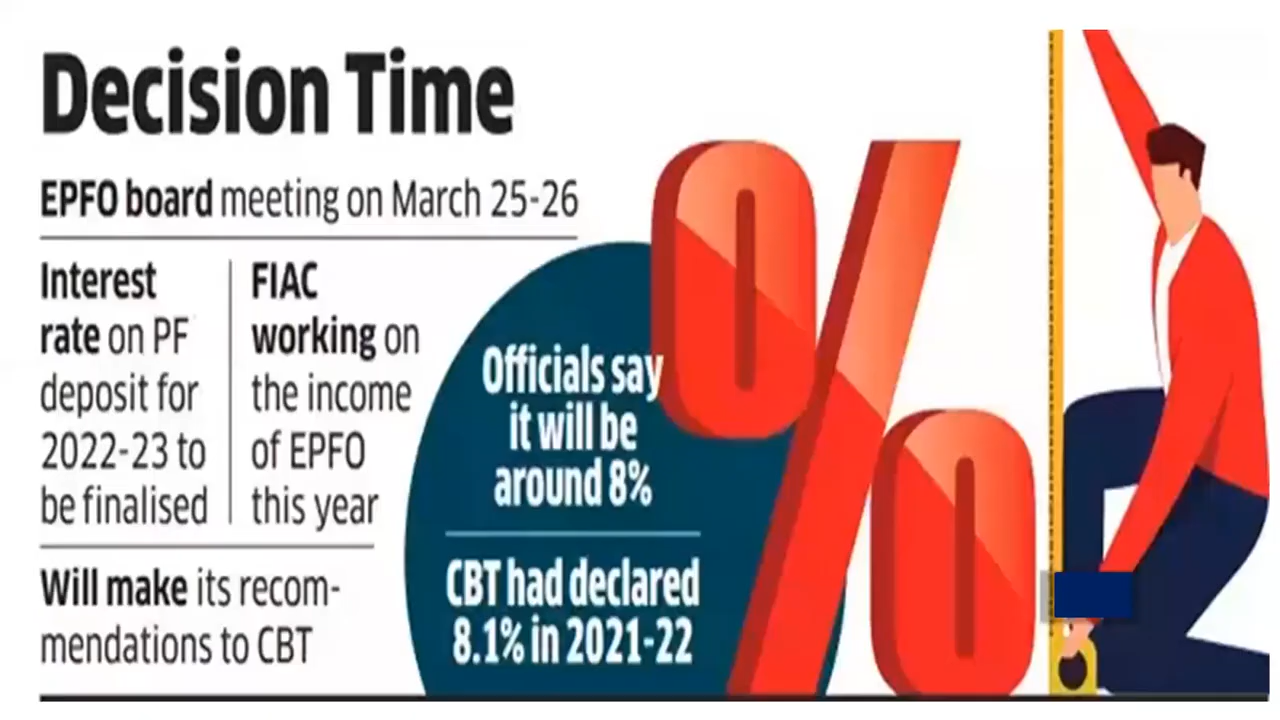 Decision Time
EPFO board meeting on March 25-26
Interest
rate on PF
deposit for
2022-23 to
be finalised
FIAC
working on
the income
of EPFO
this year
Will make its recom-
mendations to CBT
Officials say
it will be
around 8%
CBT had declared
8.1% in 2021-22
%